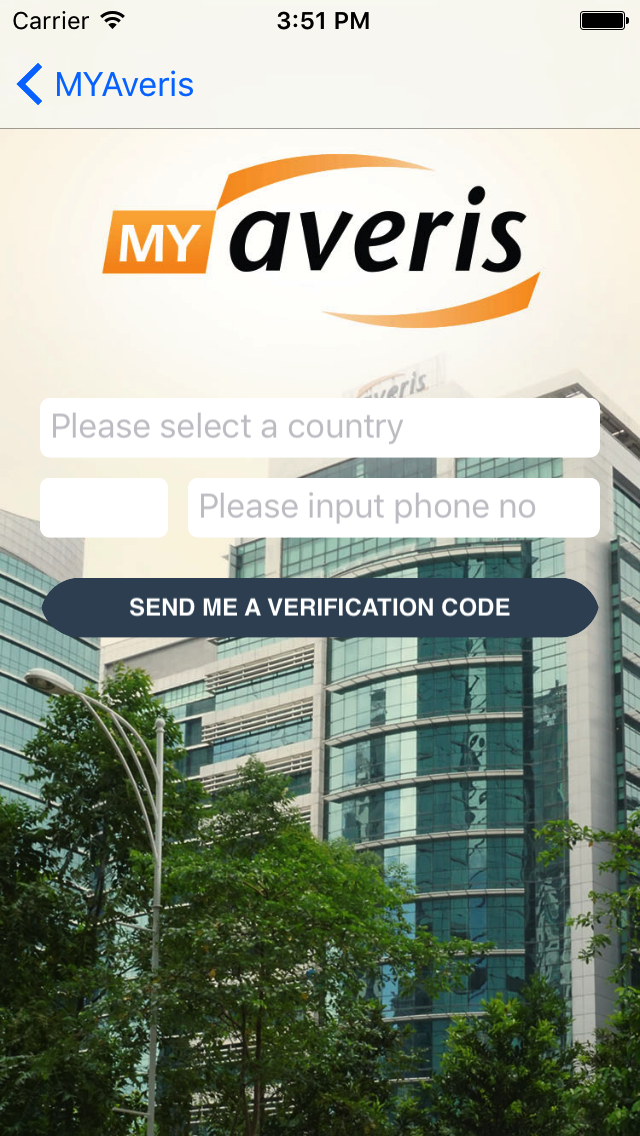 Carrier 3:51 PM
MYAveris
MY averis
averis
Please select a country
Please input phone no
SEND ME A VERIFICATION CODE